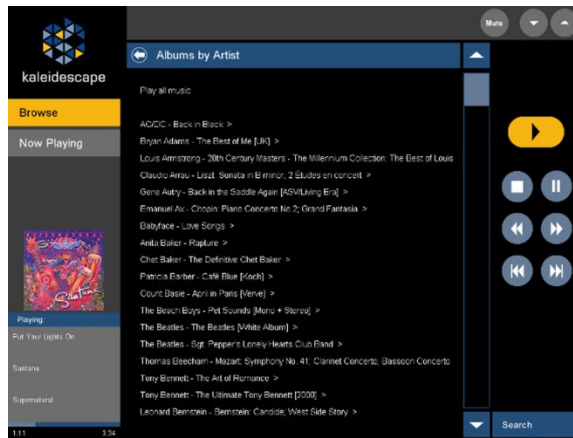 Mute
kaleidescape
Albums by Artist
Browse
Now Playing
Play all music
AC/DC - Back in Black >
Bryan Adams - The Best of Me [UK] >
Louis Armstrong - 20th Century Masters - The Millennium Collection: The Best of Louis
Claudio Arrau - Liszt: Sonata in B minor; 2 Études en concert >
Gene Autry - Back in the Saddle Again [ASV/Living Era] >
Emanuel Ax - Chopin: Piano Concerto No.2; Grand Fantasia >
Babyface - Love Songs >
Anita Baker - Rapture >
Chet Baker - The Definitive Chet Baker >
Patricia Barber - Café Blue [Koch] >
Count Basie - April in Paris [Verve] >
The Beach Boys - Pet Sounds [Mono + Stereo] >
The Beatles - The Beatles [White Album] >
The Beatles - Sgt. Pepper's Lonely Hearts Club Band >
Thomas Beecham - Mozart: Symphony No. 41; Clarinet Concerto; Bassoon Concerto
Tony Bennett - The Art of Romance >
Tony Bennett - The Ultimate Tony Bennett [2000] >
Leonard Bernstein - Bernstein: Candide; West Side Story >
Santana
Playing:
Put Your Lights On
Santana
Supernatural
1:11 3:34
Search